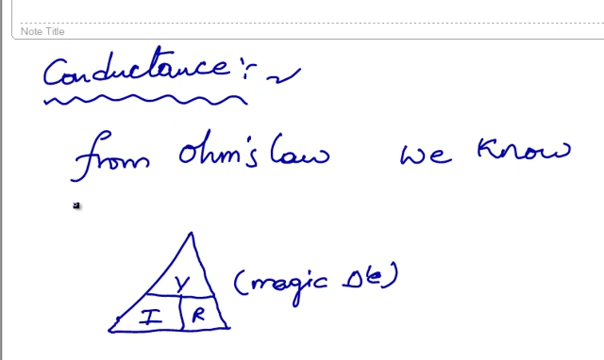 Note Title
Conductance :-
from ohm's law we know
V
(magic Δle)
I R